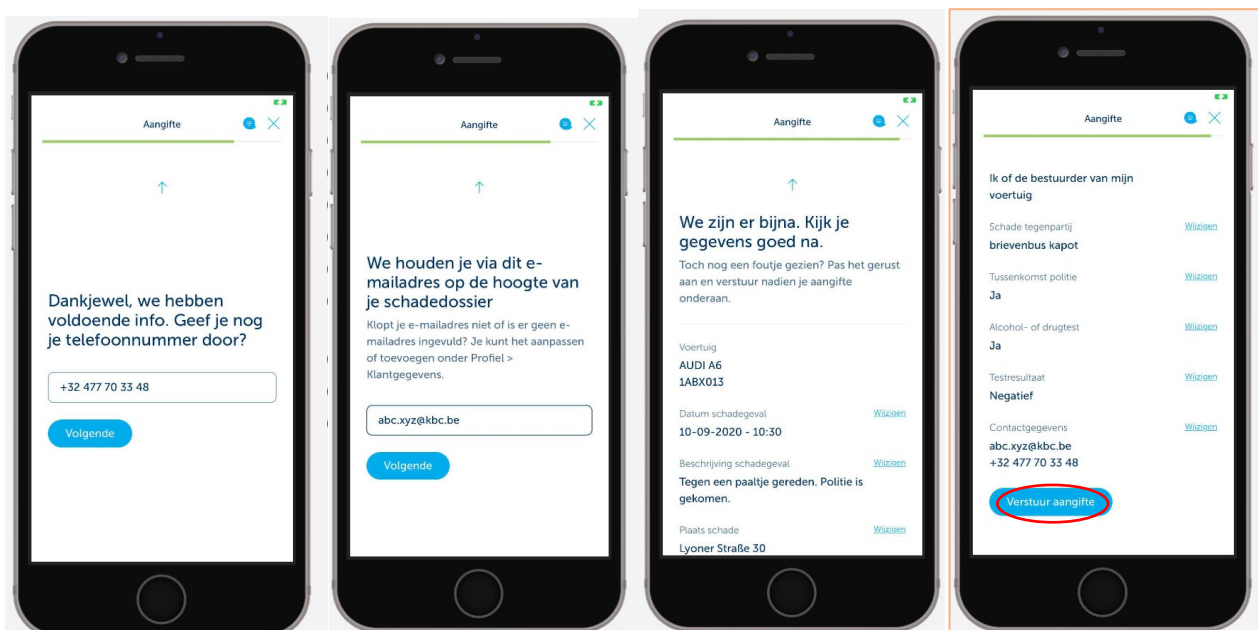 Aangifte
Dankjewel, we hebben
voldoende info. Geef je nog
je telefoonnummer door?
+32 477 70 33 48
Volgende
Aangifte
We houden je via dit e-
mailadres op de hoogte van
je schadedossier
Klopt je e-mailadres niet of is er geen e-
mailadres ingevuld? Je kunt het aanpassen
of toevoegen onder Profiel >
Klantgegevens.
abc.xyz@kbc.be
Volgende
Aangifte
We zijn er bijna. Kijk je
gegevens goed na.
Toch nog een foutje gezien? Pas het gerust
aan en verstuur nadien je aangifte
onderaan.
Voertuig
AUDI A6
1ABX013
Datum schadegeval Wijzigen
10-09-2020 - 10:30
Beschrijving schadegeval Wijzigen
Tegen een paaltje gereden. Politie is
gekomen.
Plaats schade Wijzigen
Lyoner Straße 30
Aangifte
Ik of de bestuurder van mijn
voertuig
Schade tegenpartij Wijzigen
brievenbus kapot
Tussenkomst politie Wijzigen
Ja
Alcohol- of drugtest Wijzigen
Ja
Testresultaat Wijzigen
Negatief
Contactgegevens Wijzigen
abc.xyz@kbc.be
+32 477 70 33 48
Verstuur aangifte